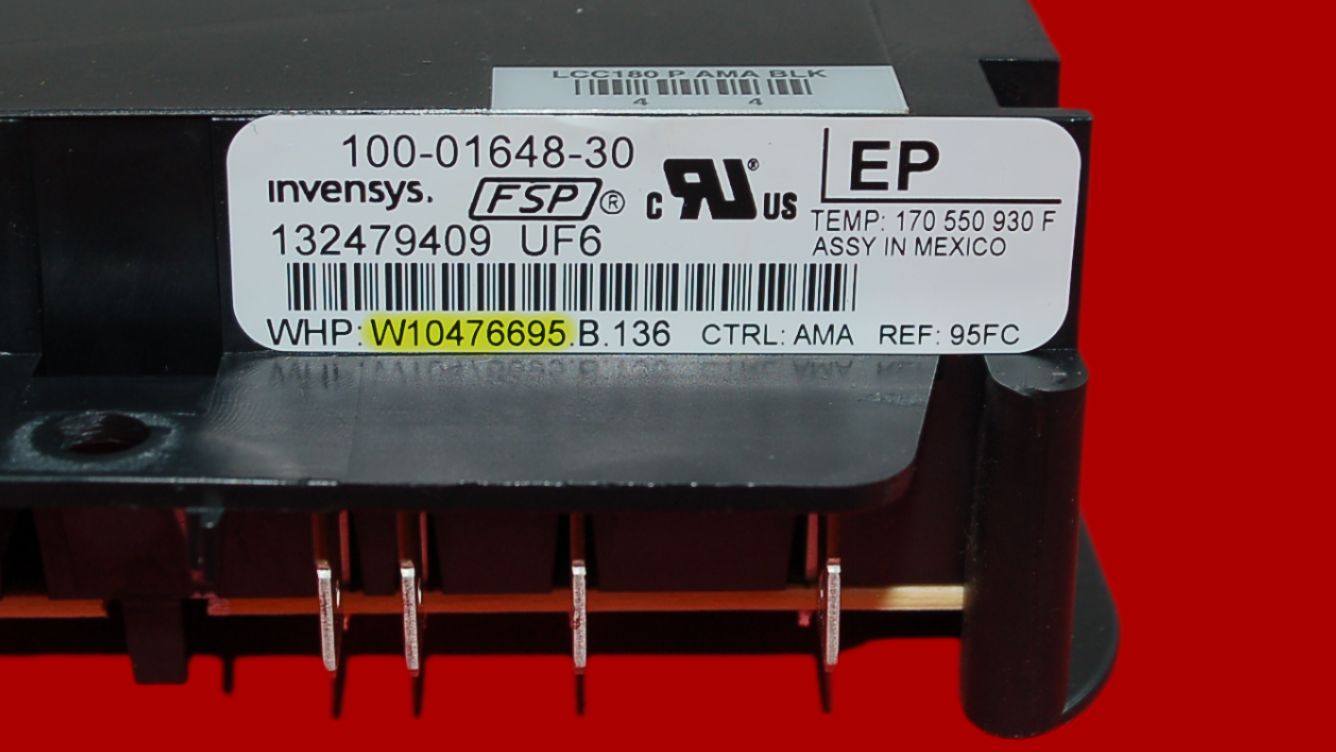 LCC180 P AMA BLK
4 4
100-01648-30
EP
invensys. FSP® c RU® US
TEMP: 170 550 930 F
132479409 UF6
ASSY IN MEXICO
WHP:W10476695.B.136 CTRL: AMA REF: 95FC